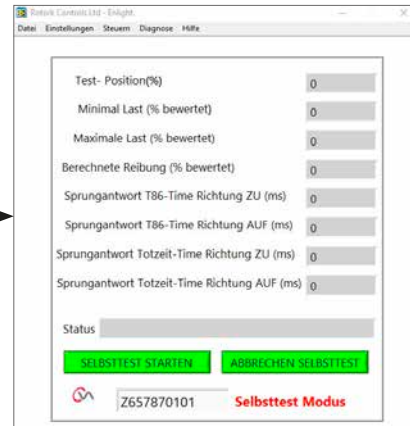 Rotork Controls Ltd - Enlight.
Datei Einstellungen Steuern Diagnose Hilfe
Test- Position(%) 0
Minimal Last (% bewertet) 0
Maximale Last (% bewertet) 0
Berechnete Reibung (% bewertet) 0
Sprungantwort T86-Time Richtung ZU (ms) 0
Sprungantwort T86-Time Richtung AUF (ms) 0
Sprungantwort Totzeit-Time Richtung ZU (ms) 0
Sprungantwort Totzeit-Time Richtung AUF (ms) 0
Status
SELBSTTEST STARTEN ABBRECHEN SELBSTTEST
Z657870101 Selbsttest Modus